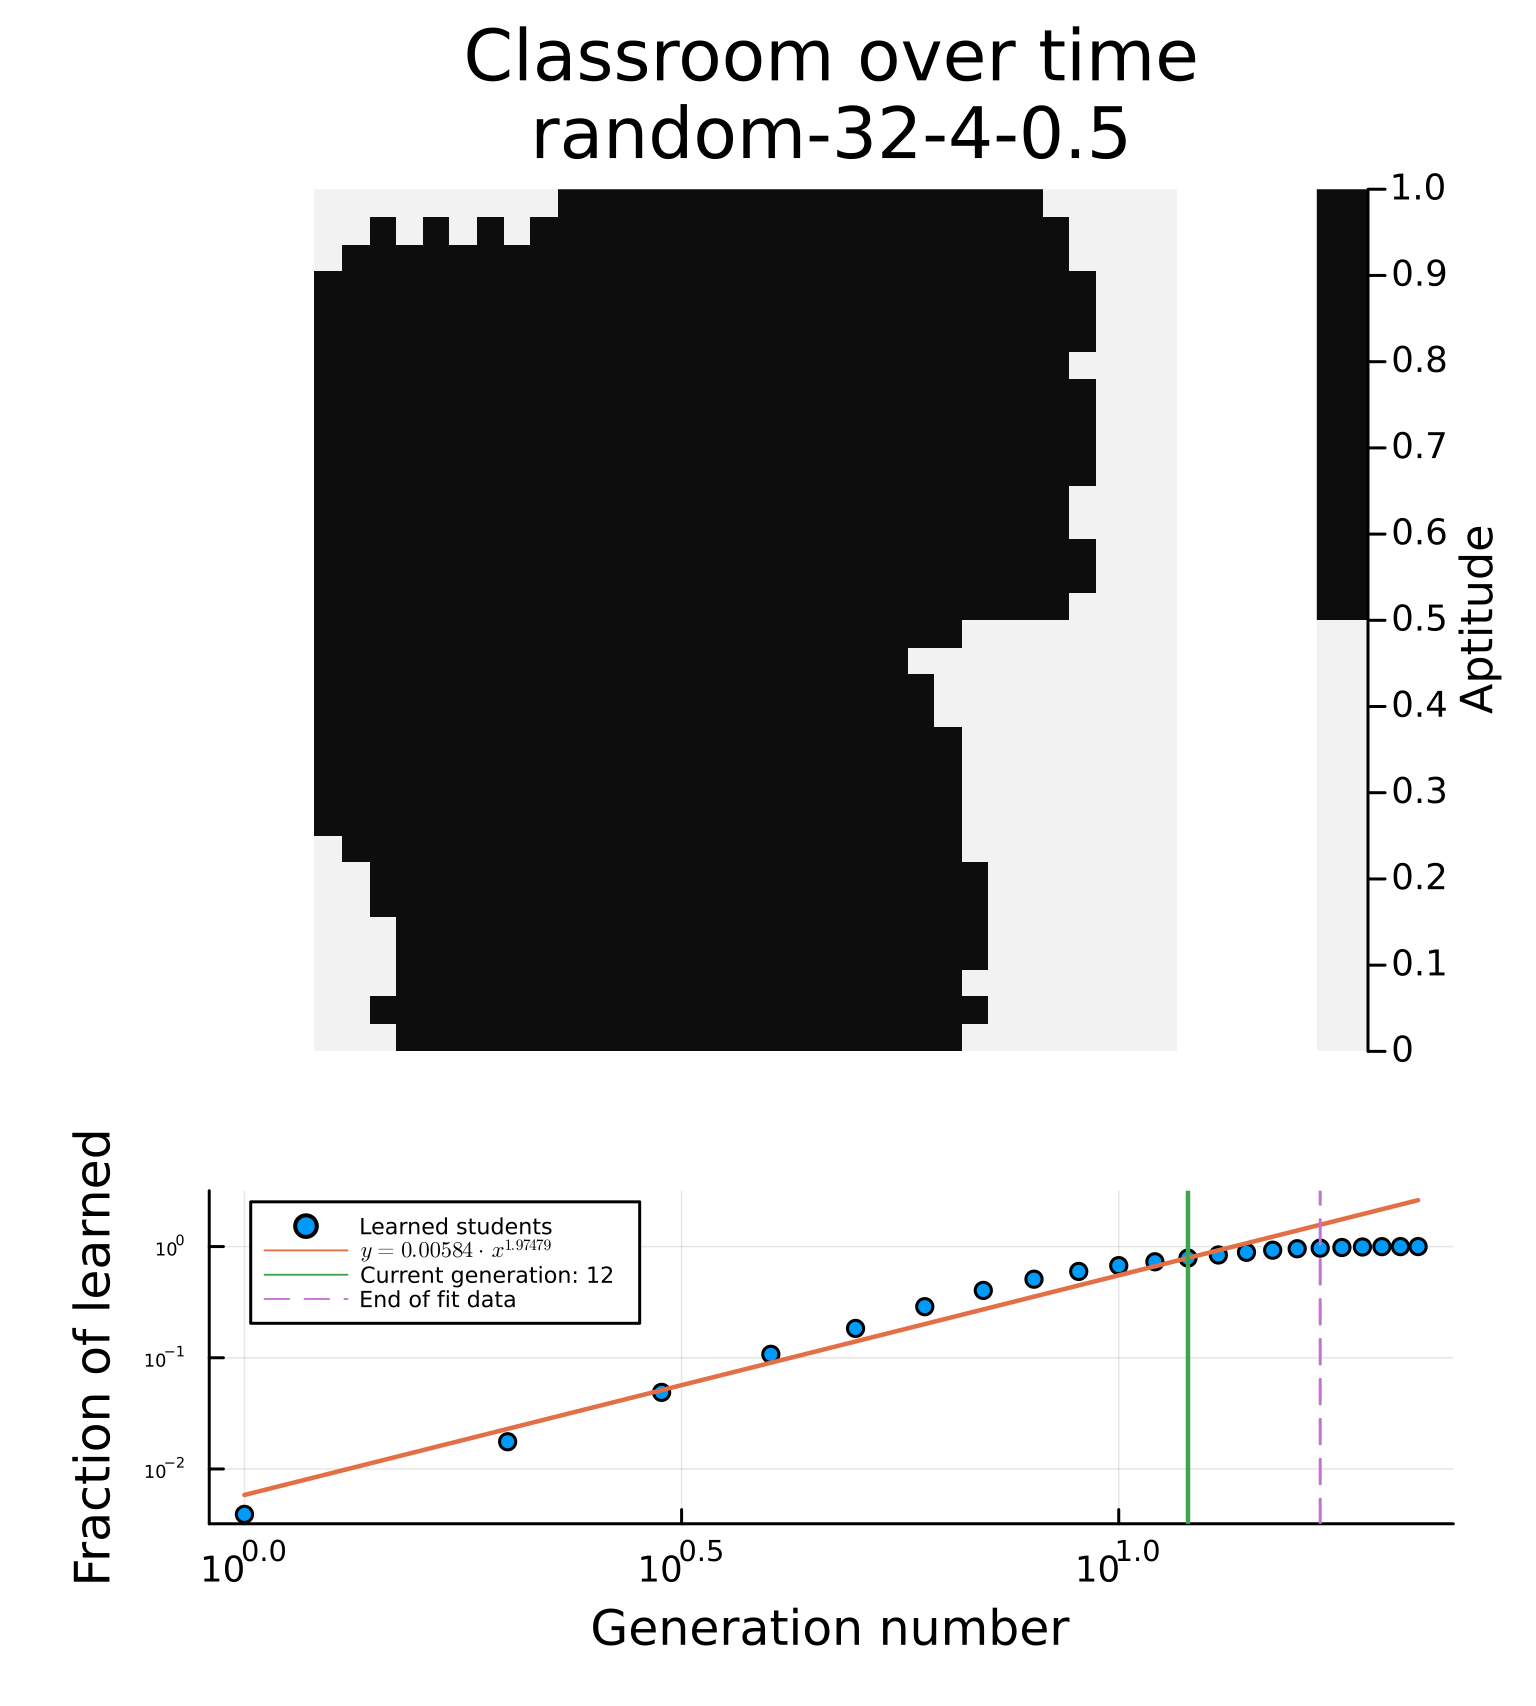 Classroom over time
random-32-4-0.5
1.0
0.9
0.8
0.7
0.6
0.5
0.4
0.3
0.2
0.1
0
Aptitude
Fraction of learned
10^0
10^-1
10^-2
Learned students
y = 0.00584 · x^1.97479
Current generation: 12
End of fit data
10^0.0
10^0.5
10^1.0
Generation number